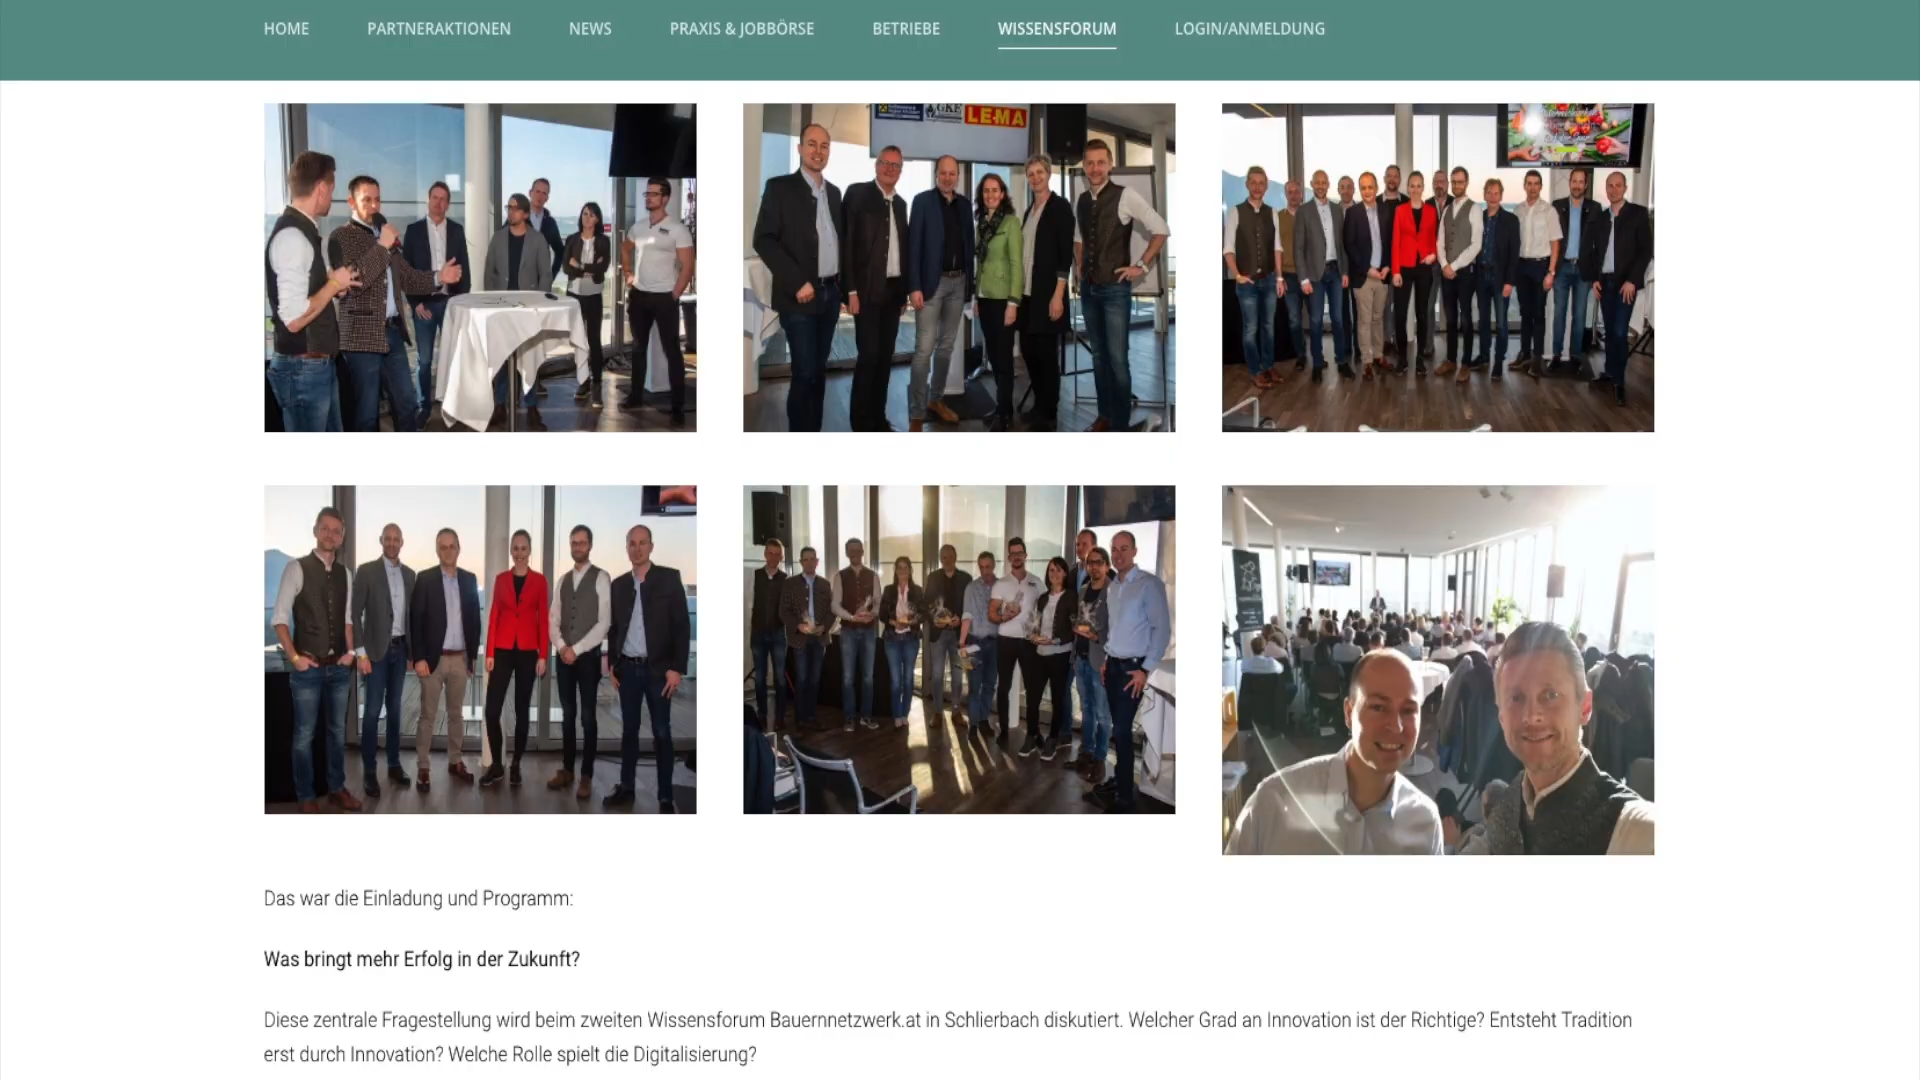 HOME PARTNERAKTIONEN NEWS PRAXIS & JOBBÖRSE BETRIEBE WISSENSFORUM LOGIN/ANMELDUNG
GKE LEMA
Das war die Einladung und Programm:
Was bringt mehr Erfolg in der Zukunft?
Diese zentrale Fragestellung wird beim zweiten Wissensforum Bauernnetzwerk.at in Schlierbach diskutiert. Welcher Grad an Innovation ist der Richtige? Entsteht Tradition
erst durch Innovation? Welche Rolle spielt die Digitalisierung?